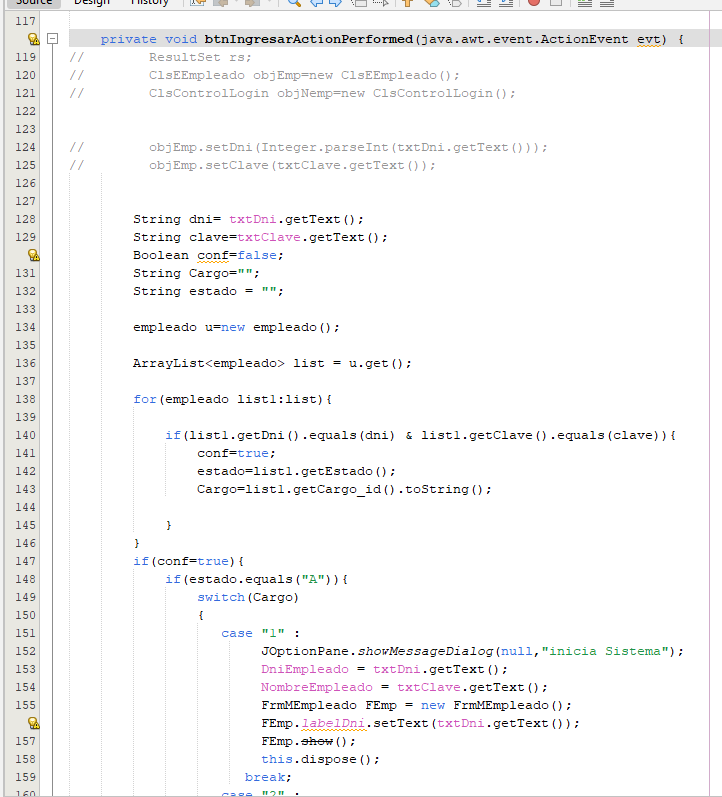 Source Design History
117
private void btnIngresarActionPerformed(java.awt.event.ActionEvent evt) {
119 // ResultSet rs;
120 // ClsEEmpleado objEmp=new ClsEEmpleado();
121 // ClsControlLogin objNemp=new ClsControlLogin();
122
123
124 // objEmp.setDni(Integer.parseInt(txtDni.getText()));
125 // objEmp.setClave(txtClave.getText());
126
127
128 String dni= txtDni.getText();
129 String clave=txtClave.getText();
Boolean conf=false;
131 String Cargo="";
132 String estado = "";
133
134 empleado u=new empleado();
135
136 ArrayList<empleado> list = u.get();
137
138 for(empleado list1:list){
139
140 if(list1.getDni().equals(dni) & list1.getClave().equals(clave)){
141 conf=true;
142 estado=list1.getEstado();
143 Cargo=list1.getCargo_id().toString();
144
145 }
146 }
147 if(conf=true){
148 if(estado.equals("A")){
149 switch(Cargo)
150 {
151 case "1" :
152 JOptionPane.showMessageDialog(null,"inicia Sistema");
153 DniEmpleado = txtDni.getText();
154 NombreEmpleado = txtClave.getText();
155 FrmMEmpleado FEmp = new FrmMEmpleado();
FEmp.labelDni.setText(txtDni.getText());
157 FEmp.show();
158 this.dispose();
159 break;
160 case "2" :